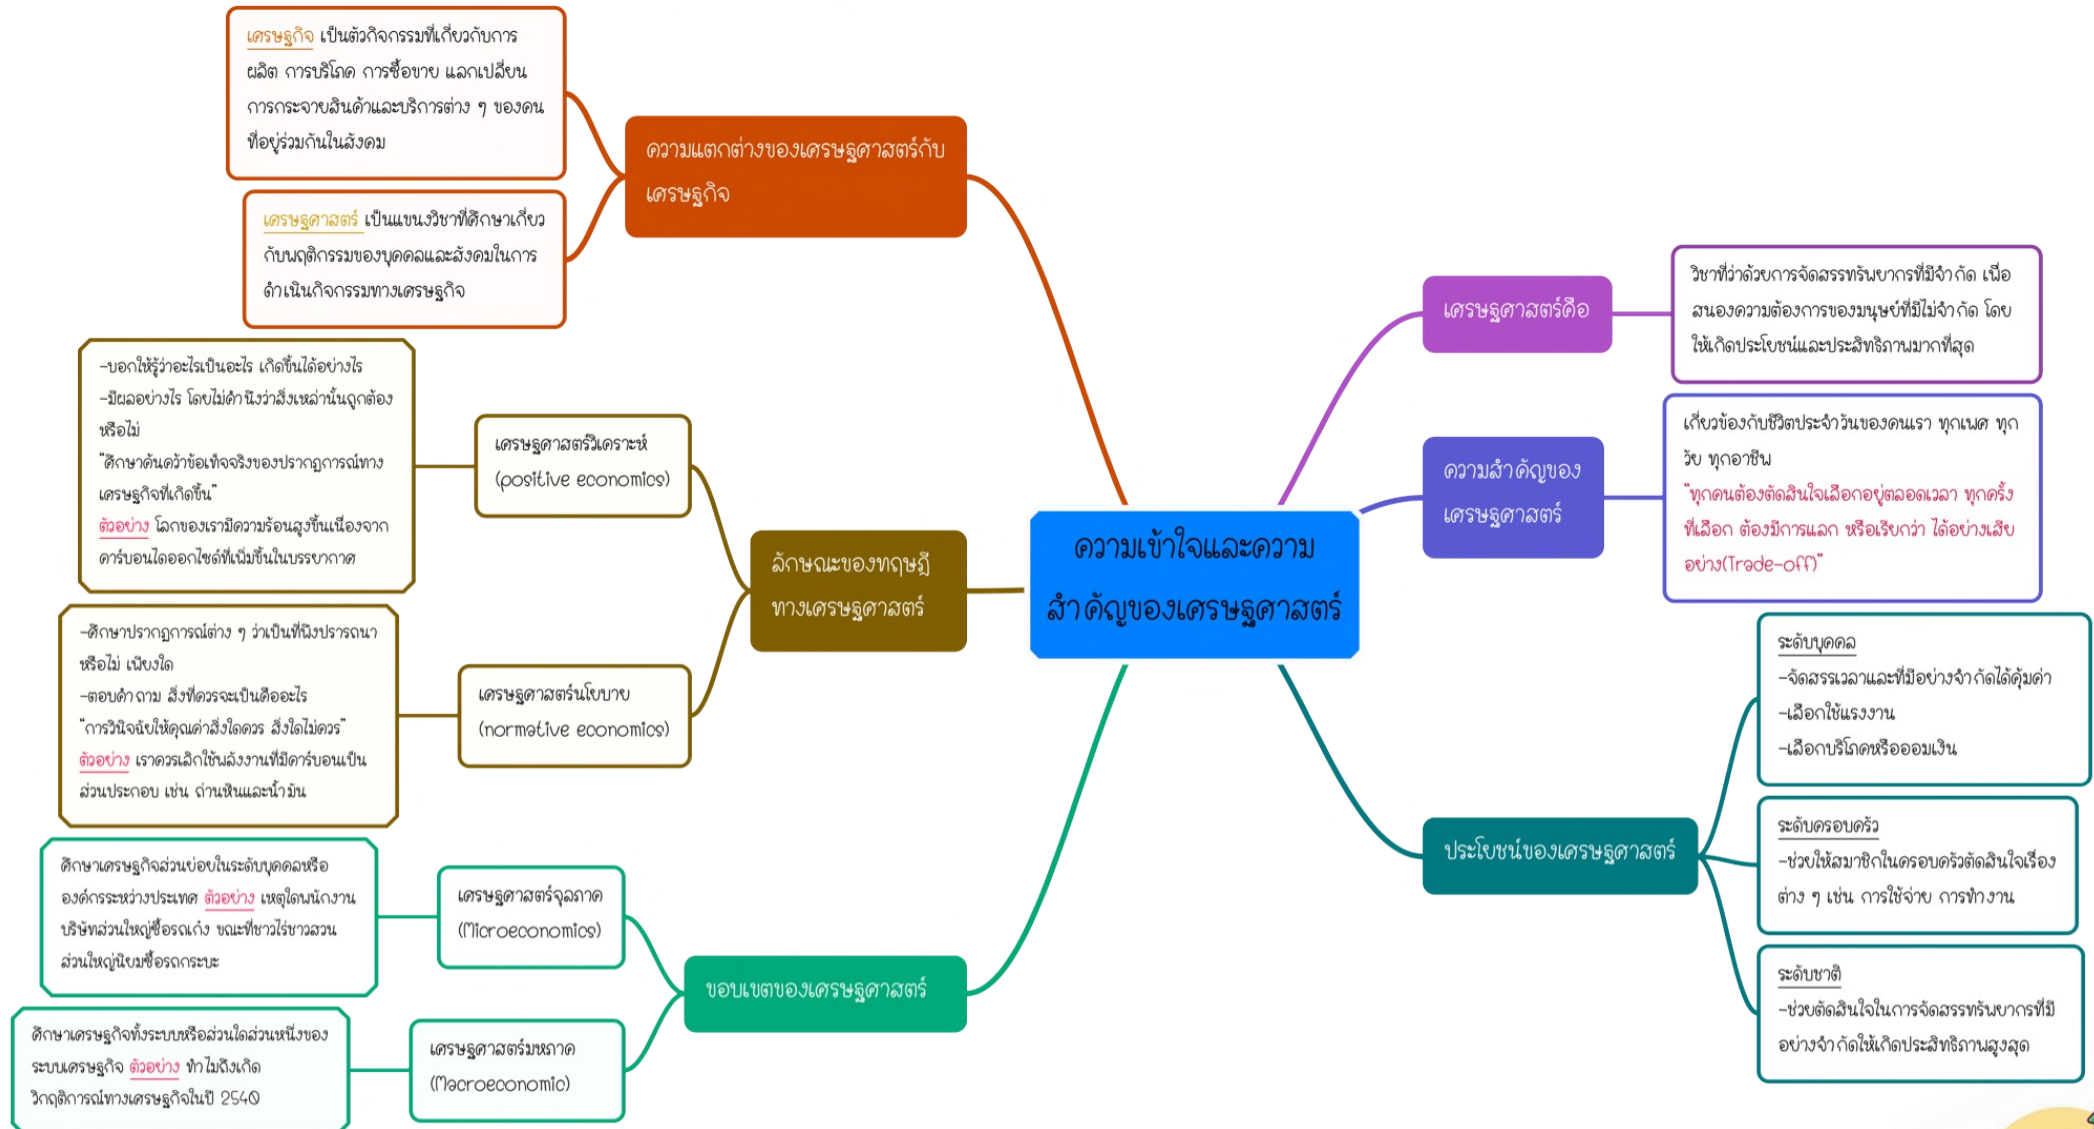 เศรษฐกิจ เป็นตัวกิจกรรมที่เกี่ยวกับการ
ผลิต การบริโภค การซื้อขาย แลกเปลี่ยน
การกระจายสินค้าและบริการต่าง ๆ ของคน
ที่อยู่ร่วมกันในสังคม
เศรษฐศาสตร์ เป็นแขนงวิชาที่ศึกษาเกี่ยว
กับพฤติกรรมของบุคคลและสังคมในการ
ดำเนินกิจกรรมทางเศรษฐกิจ
ความแตกต่างของเศรษฐศาสตร์กับ
เศรษฐกิจ
-บอกให้รู้ว่าอะไรเป็นอะไร เกิดขึ้นได้อย่างไร
-มีผลอย่างไร โดยไม่คำนึงว่าสิ่งเหล่านั้นถูกต้อง
หรือไม่
"ศึกษาค้นคว้าข้อเท็จจริงของปรากฏการณ์ทาง
เศรษฐกิจที่เกิดขึ้น"
ตัวอย่าง โลกของเรามีความร้อนสูงขึ้นเนื่องจาก
คาร์บอนไดออกไซด์ที่เพิ่มขึ้นในบรรยากาศ
เศรษฐศาสตร์วิเคราะห์
(positive economics)
-ศึกษาปรากฏการณ์ต่าง ๆ ว่าเป็นที่พึงปรารถนา
หรือไม่ เพียงใด
-ตอบคำถาม สิ่งที่ควรจะเป็นคืออะไร
"การวินิจฉัยให้คุณค่าสิ่งใดควร สิ่งใดไม่ควร"
ตัวอย่าง เราควรเลิกใช้พลังงานที่มีคาร์บอนเป็น
ส่วนประกอบ เช่น ถ่านหินและน้ำมัน
เศรษฐศาสตร์นโยบาย
(normative economics)
ลักษณะของทฤษฎี
ทางเศรษฐศาสตร์
ศึกษาเศรษฐกิจส่วนย่อยในระดับบุคคลหรือ
องค์กรระหว่างประเทศ ตัวอย่าง เหตุใดพนักงาน
บริษัทส่วนใหญ่ซื้อรถเก๋ง ขณะที่ชาวไร่ชาวสวน
ส่วนใหญ่นิยมซื้อรถกระบะ
เศรษฐศาสตร์จุลภาค
(Microeconomics)
ศึกษาเศรษฐกิจทั้งระบบหรือส่วนใดส่วนหนึ่งของ
ระบบเศรษฐกิจ ตัวอย่าง ทำไมถึงเกิด
วิกฤติการณ์ทางเศรษฐกิจในปี 2540
เศรษฐศาสตร์มหภาค
(Macroeconomic)
ขอบเขตของเศรษฐศาสตร์
ความเข้าใจและความ
สำคัญของเศรษฐศาสตร์
เศรษฐศาสตร์คือ
วิชาที่ว่าด้วยการจัดสรรทรัพยากรที่มีจำกัด เพื่อ
สนองความต้องการของมนุษย์ที่มีไม่จำกัด โดย
ให้เกิดประโยชน์และประสิทธิภาพมากที่สุด
ความสำคัญของ
เศรษฐศาสตร์
เกี่ยวข้องกับชีวิตประจำวันของคนเรา ทุกเพศ ทุก
วัย ทุกอาชีพ
"ทุกคนต้องตัดสินใจเลือกอยู่ตลอดเวลา ทุกครั้ง
ที่เลือก ต้องมีการแลก หรือเรียกว่า ได้อย่างเสีย
อย่าง(Trade-off)"
ประโยชน์ของเศรษฐศาสตร์
ระดับบุคคล
-จัดสรรเวลาและที่มีอย่างจำกัดได้คุ้มค่า
-เลือกใช้แรงงาน
-เลือกบริโภคหรือออมเงิน
ระดับครอบครัว
-ช่วยให้สมาชิกในครอบครัวตัดสินใจเรื่อง
ต่าง ๆ เช่น การใช้จ่าย การทำงาน
ระดับชาติ
-ช่วยตัดสินใจในการจัดสรรทรัพยากรที่มี
อย่างจำกัดให้เกิดประสิทธิภาพสูงสุด